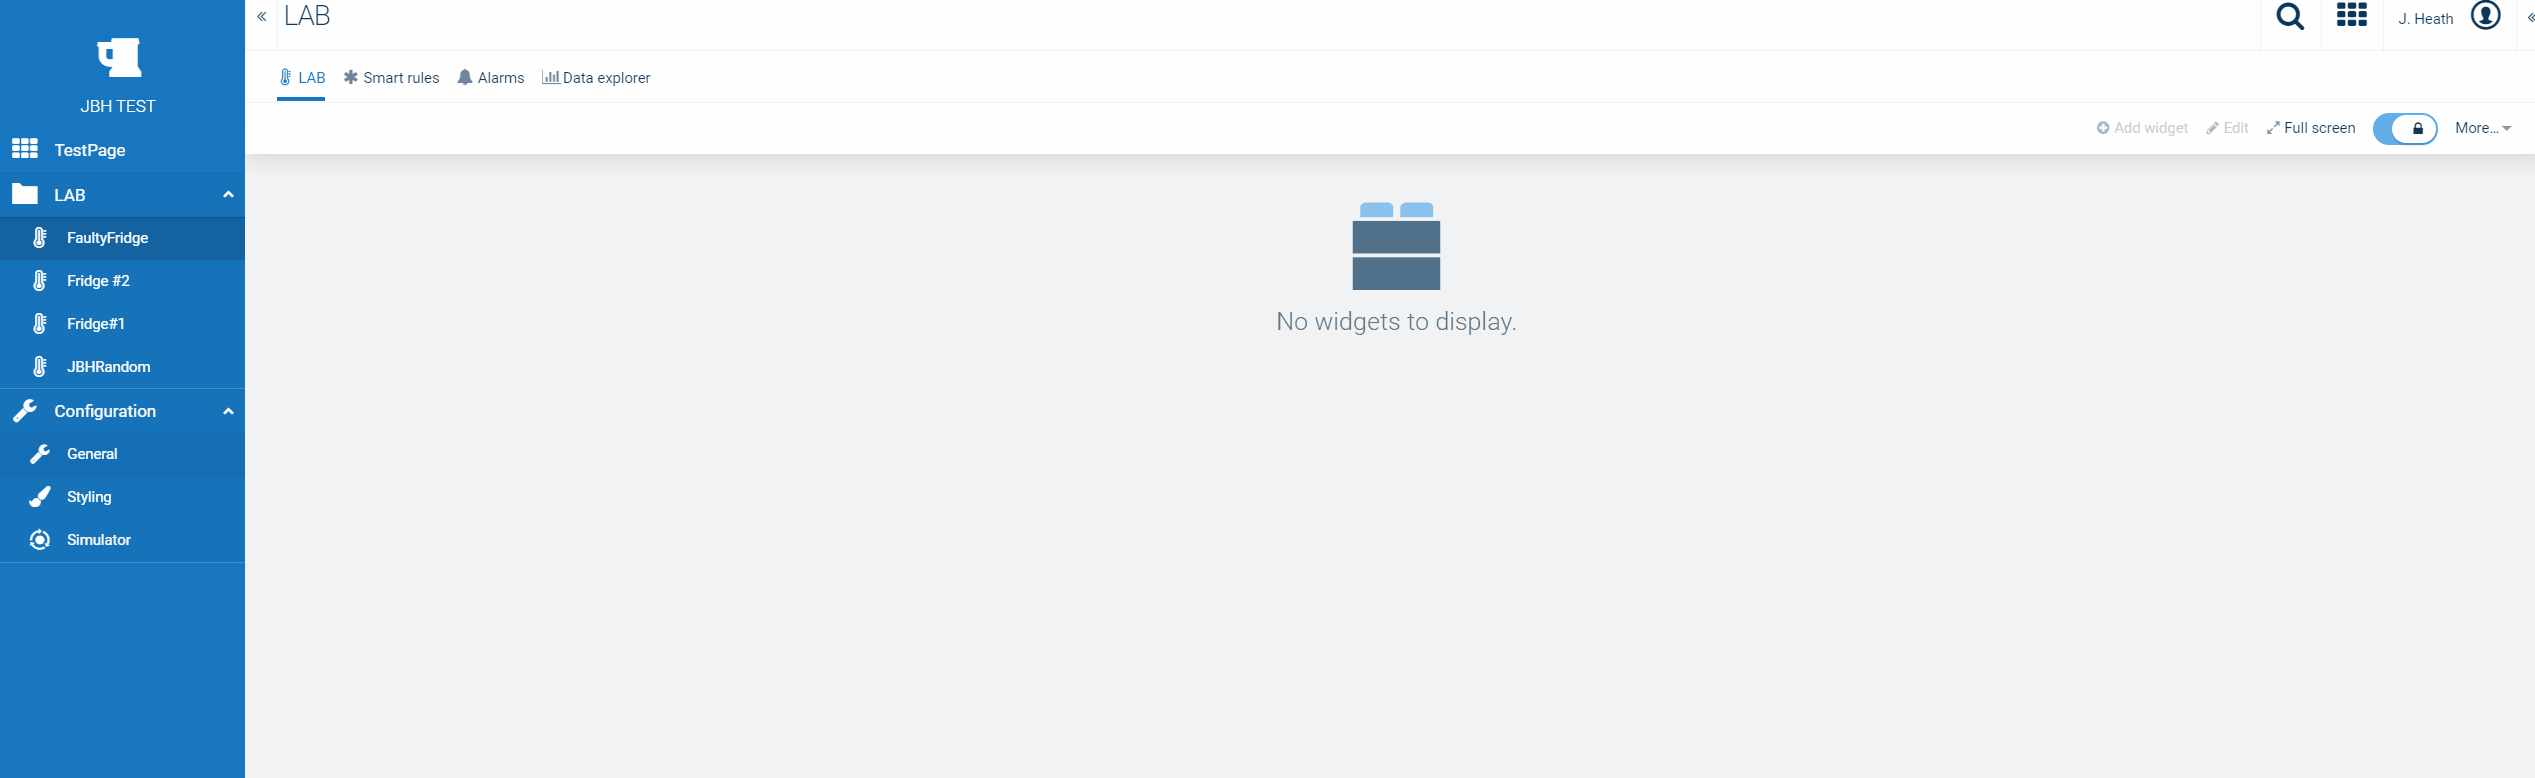 LAB
J. Heath
JBH TEST
TestPage
LAB
FaultyFridge
Fridge #2
Fridge#1
JBHRandom
Configuration
General
Styling
Simulator
LAB Smart rules Alarms Data explorer
Add widget Edit Full screen More...
No widgets to display.